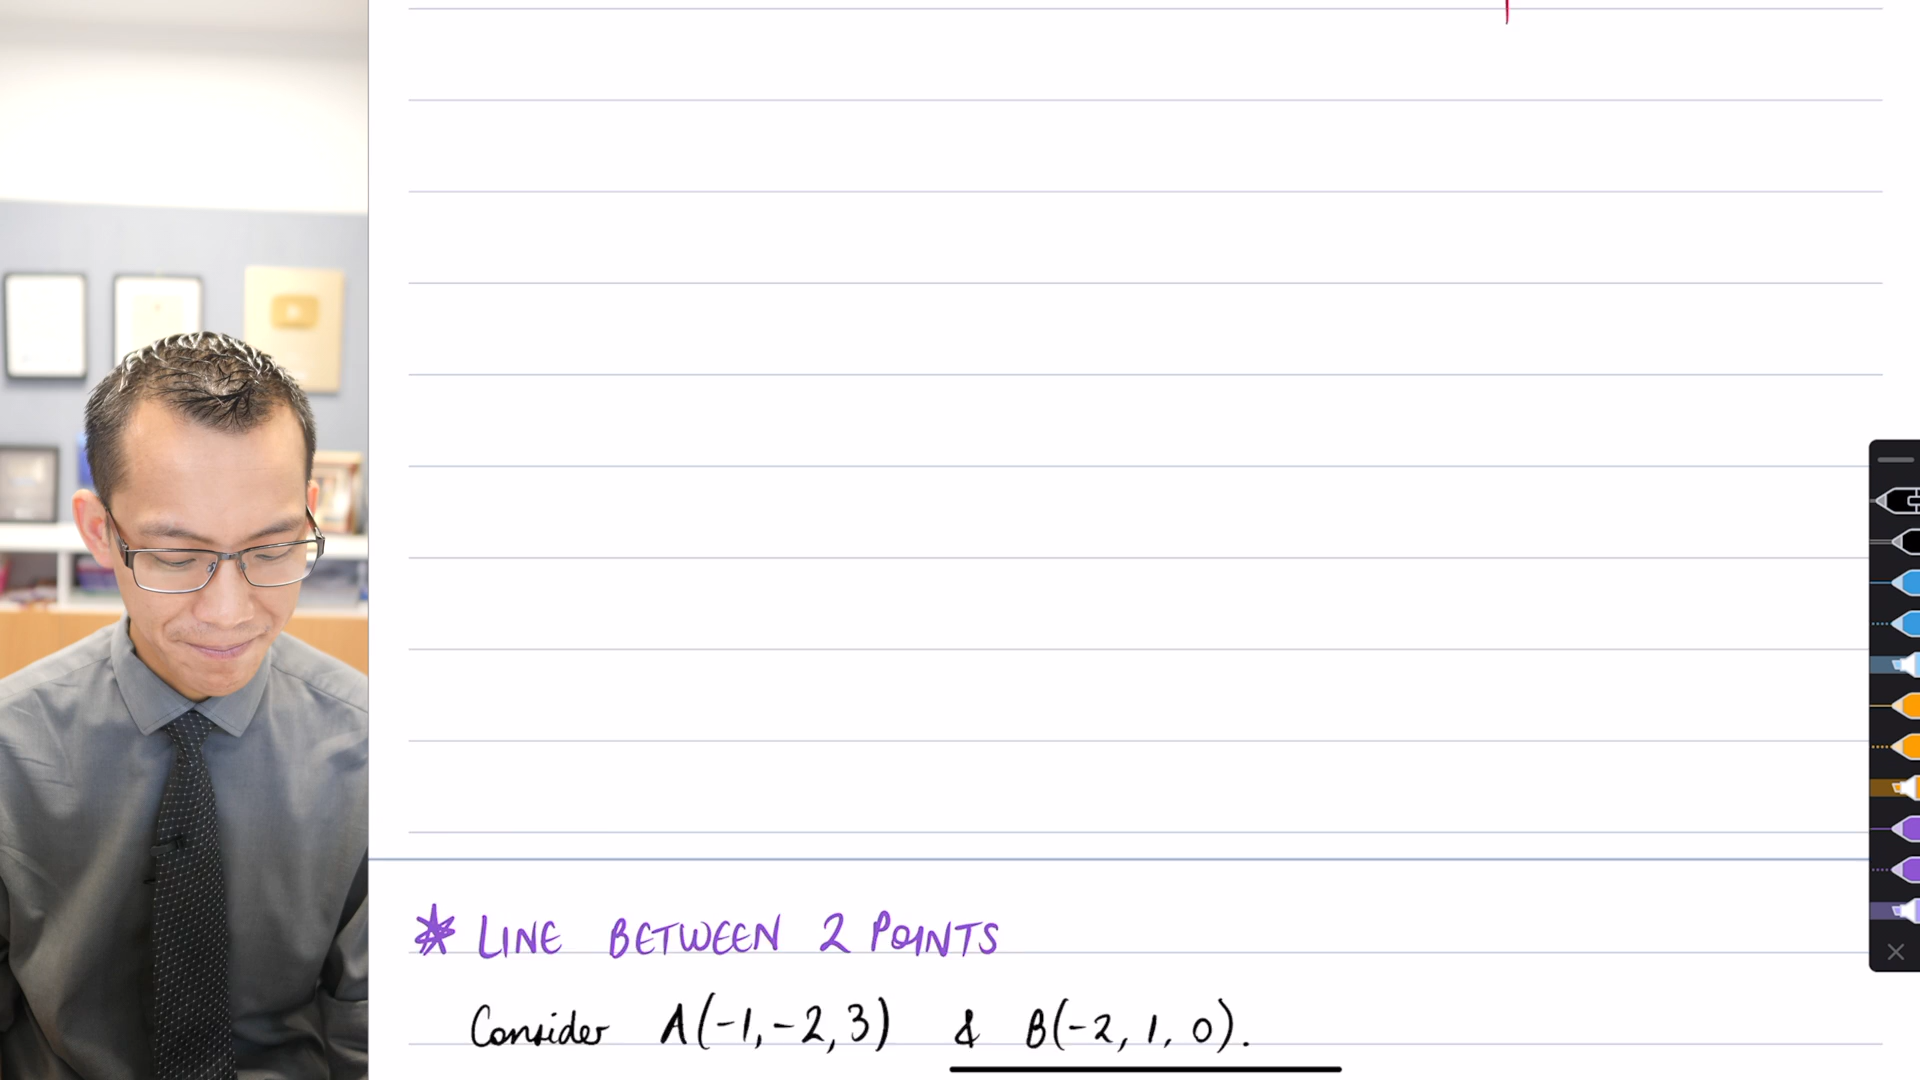 * LINE BETWEEN 2 POINTS
Consider A(-1,-2,3) & B(-2, 1, 0).